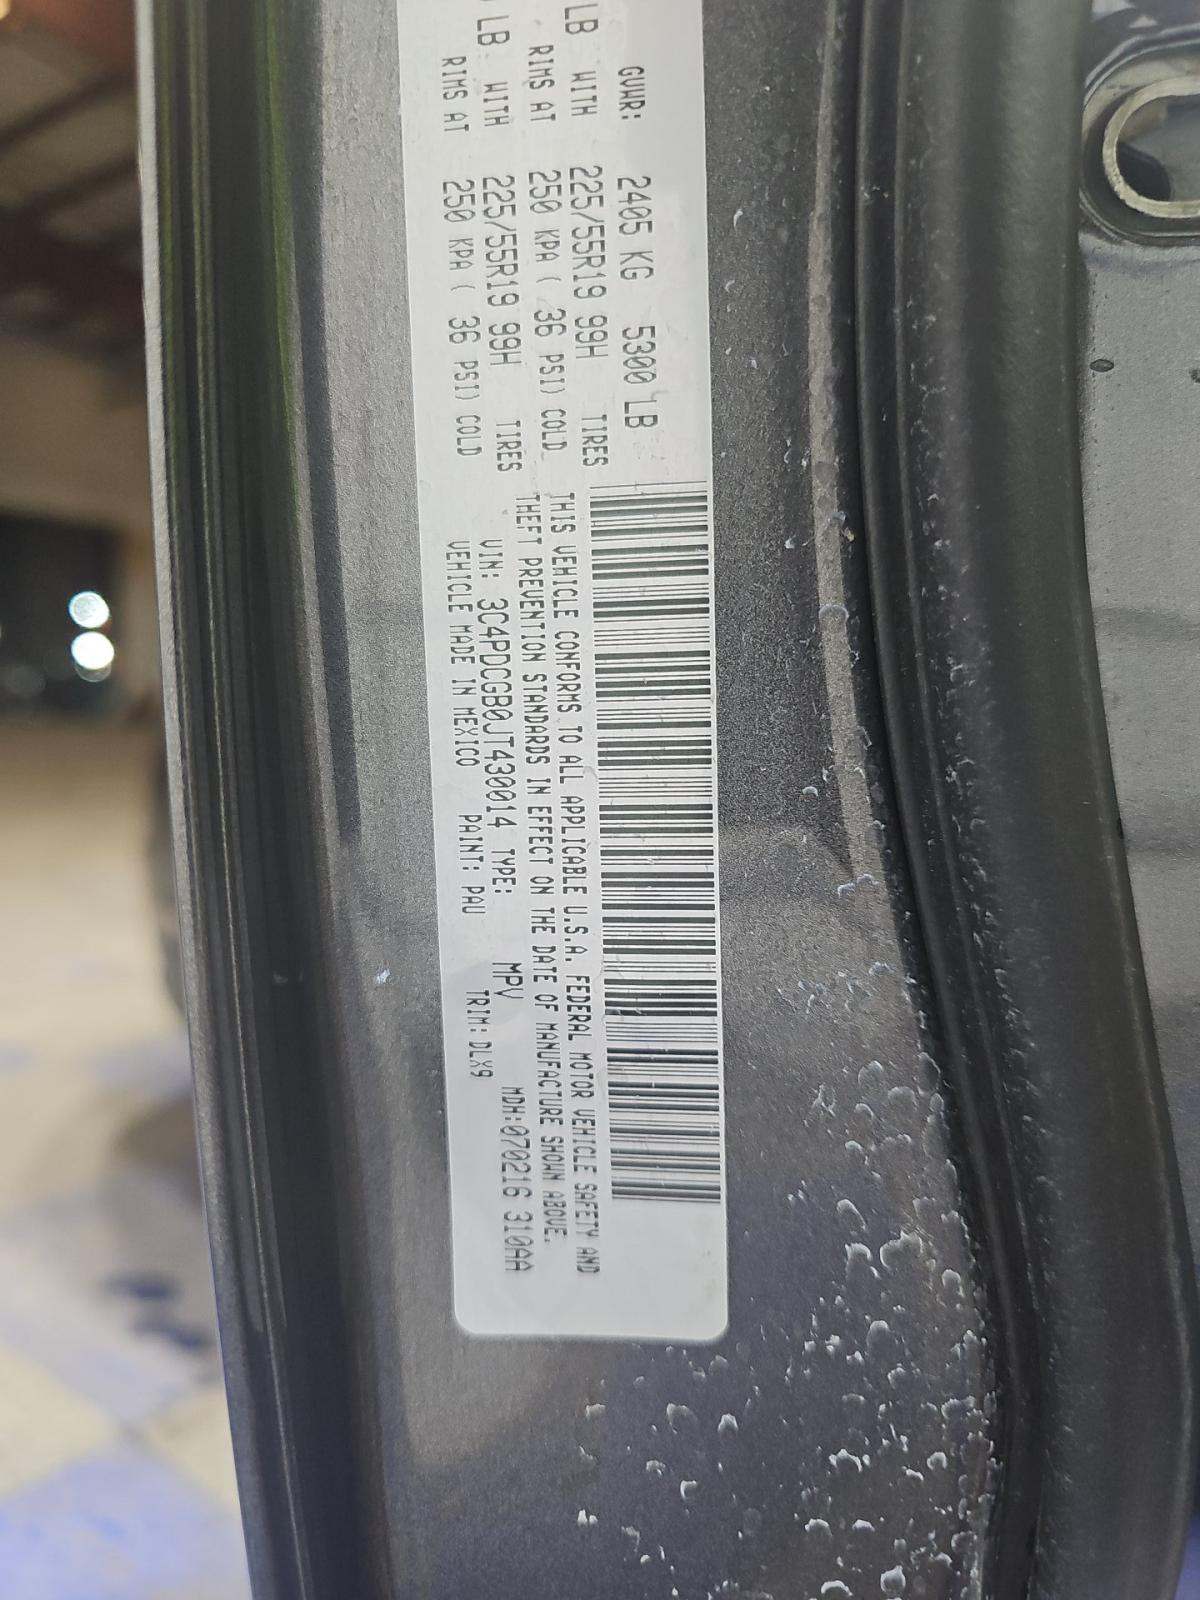 GVWR: 2405 KG 5300 LB
LB WITH 225/55R19 99H TIRES
RIMS AT 250 KPA ( 36 PSI) COLD
LB WITH 225/55R19 99H TIRES
RIMS AT 250 KPA ( 36 PSI) COLD
THIS VEHICLE CONFORMS TO ALL APPLICABLE U.S.A. FEDERAL MOTOR VEHICLE SAFETY AND
THEFT PREVENTION STANDARDS IN EFFECT ON THE DATE OF MANUFACTURE SHOWN ABOVE.
VIN: 3C4PDCGB0JT430014 TYPE: MPV MDH:070216 310AA
VEHICLE MADE IN MEXICO PAINT: PAU TRIM: DLX9